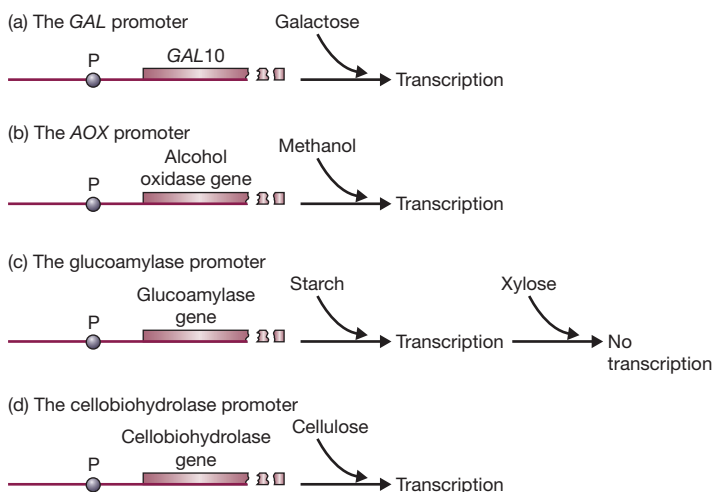 (a) The GAL promoter
Galactose
P
GAL10
Transcription
(b) The AOX promoter
Alcohol
oxidase gene
Methanol
P
Transcription
(c) The glucoamylase promoter
Glucoamylase
gene
Starch
Xylose
P
Transcription
No
transcription
(d) The cellobiohydrolase promoter
Cellobiohydrolase
gene
Cellulose
P
Transcription